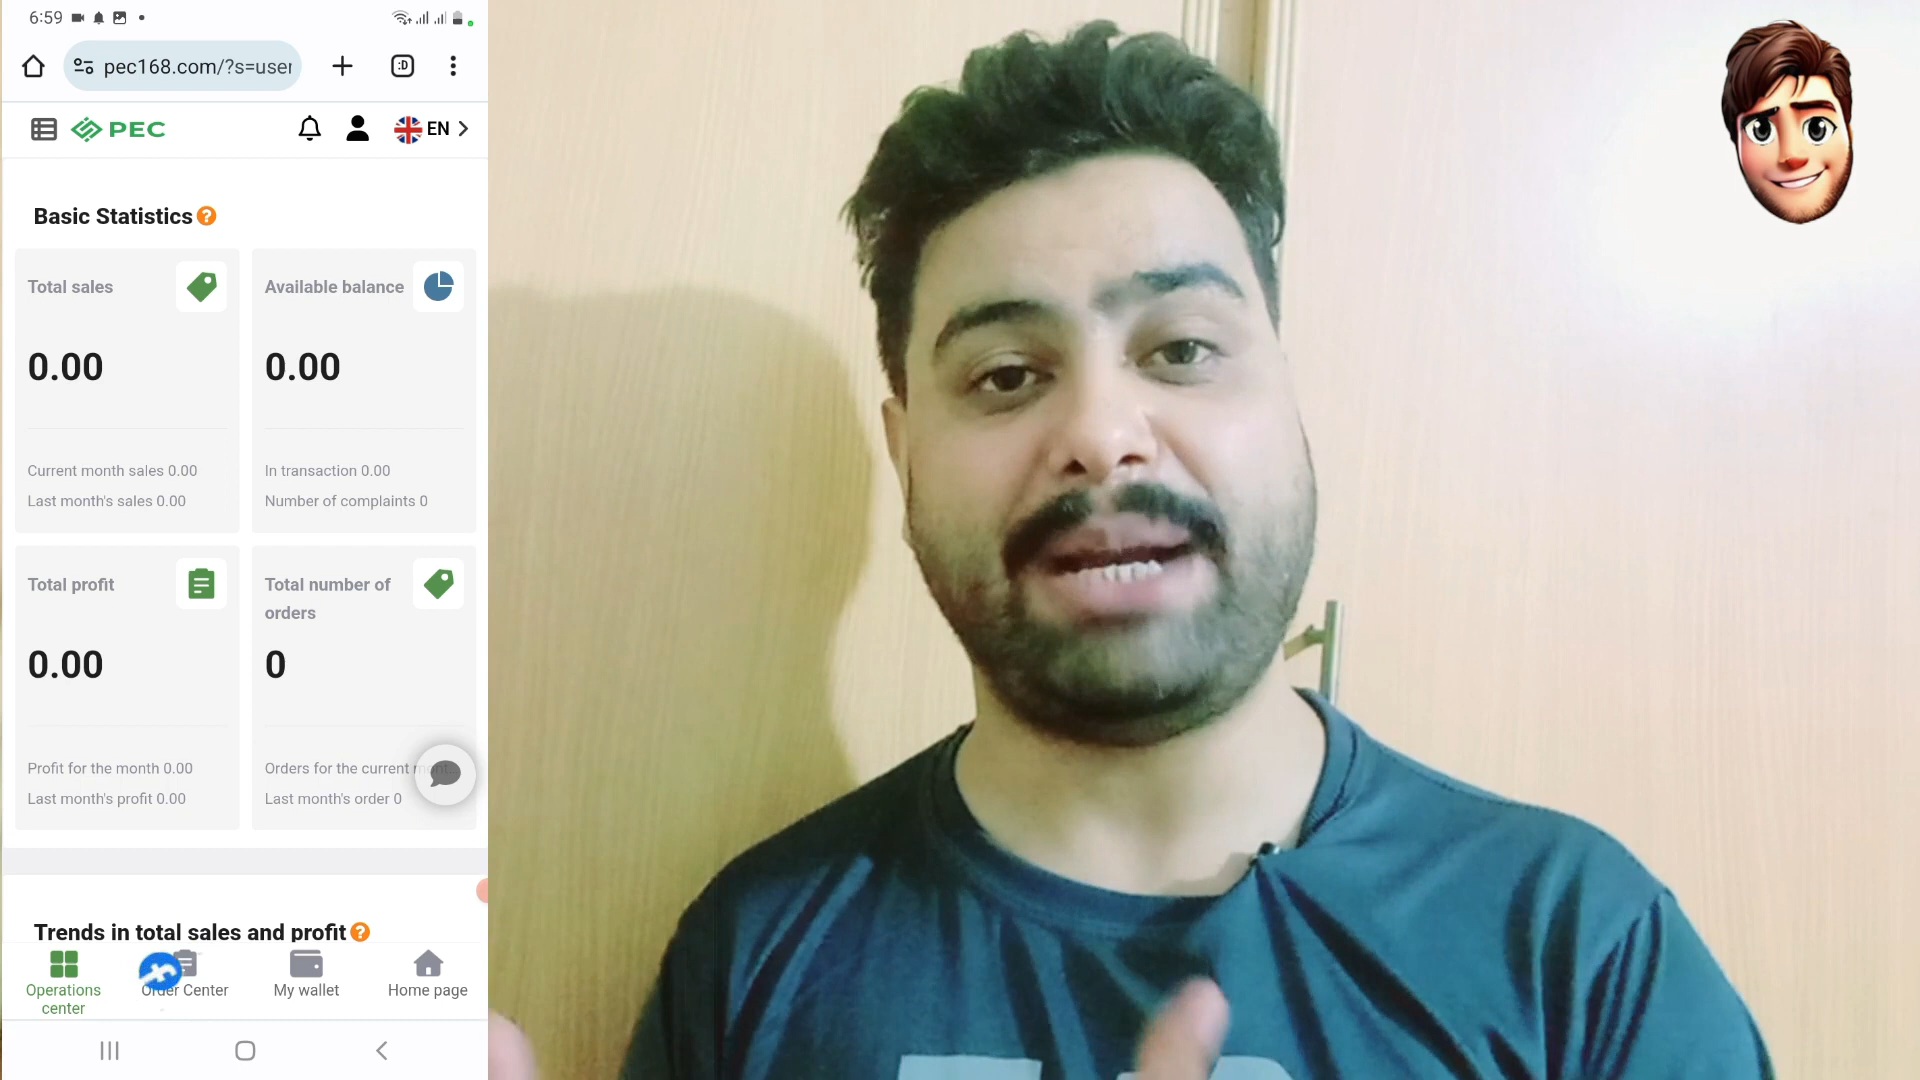 6:59
pec168.com/?s=user
PEC
EN
Basic Statistics
Total sales
Available balance
0.00
0.00
Current month sales 0.00
In transaction 0.00
Last month's sales 0.00
Number of complaints 0
Total profit
Total number of
orders
0.00
0
Profit for the month 0.00
Orders for the current
Last month's profit 0.00
Last month's order 0
Trends in total sales and profit
Operations
center
Order Center
My wallet
Home page